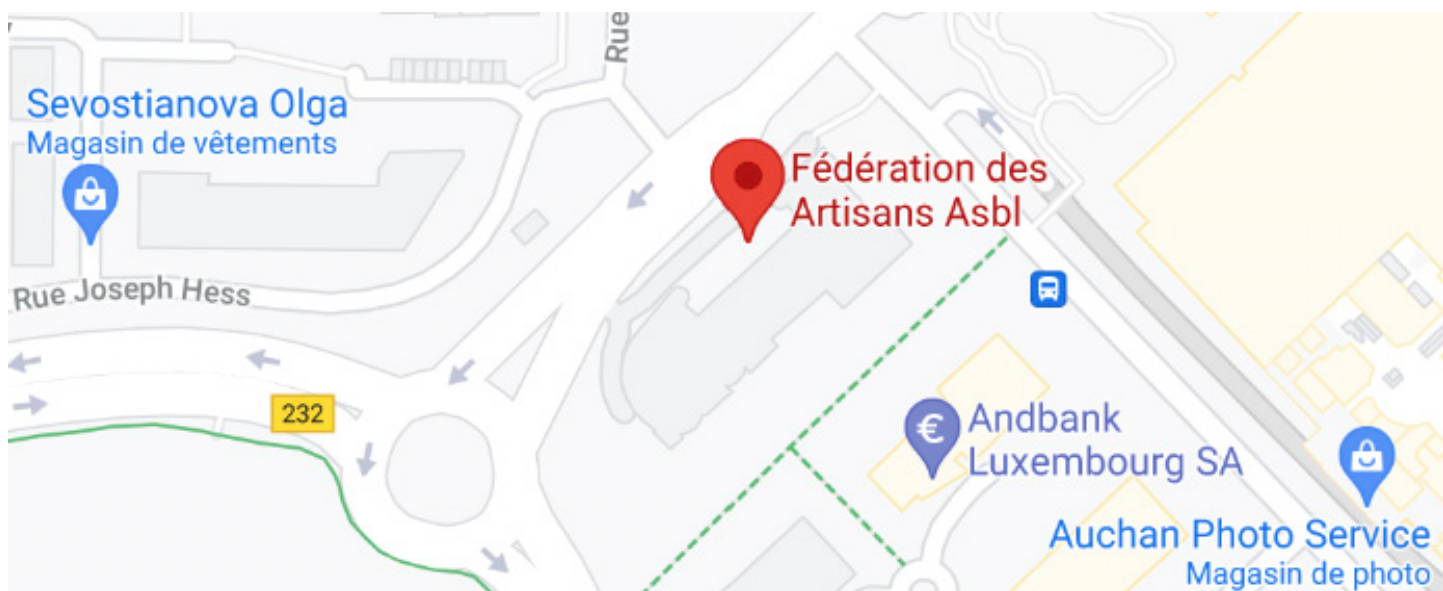 Rue
Sevostianova Olga
Magasin de vêtements
Fédération des
Artisans Asbl
Rue Joseph Hess
232
Andbank
Luxembourg SA
Auchan Photo Service
Magasin de photo